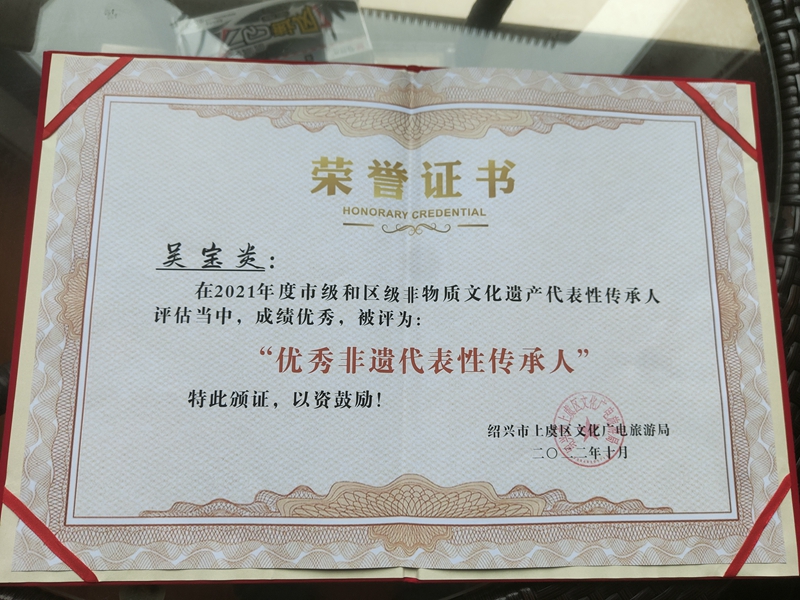 荣誉证书
HONORARY CREDENTIAL
吴宝炎:
在2021年度市级和区级非物质文化遗产代表性传承人
评估当中，成绩优秀，被评为:
“优秀非遗代表性传承人”
特此颁证，以资鼓励!
绍兴市上虞区文化广电旅游局
二〇二二年十月